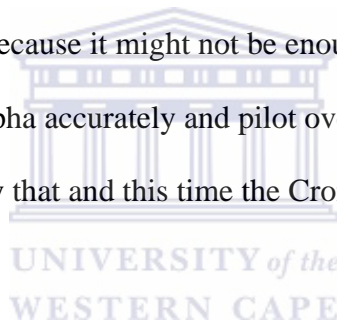 ecause it might not be enou
pha accurately and pilot ov
that and this time the Cro
UNIVERSITY of the
WESTERN CAPE